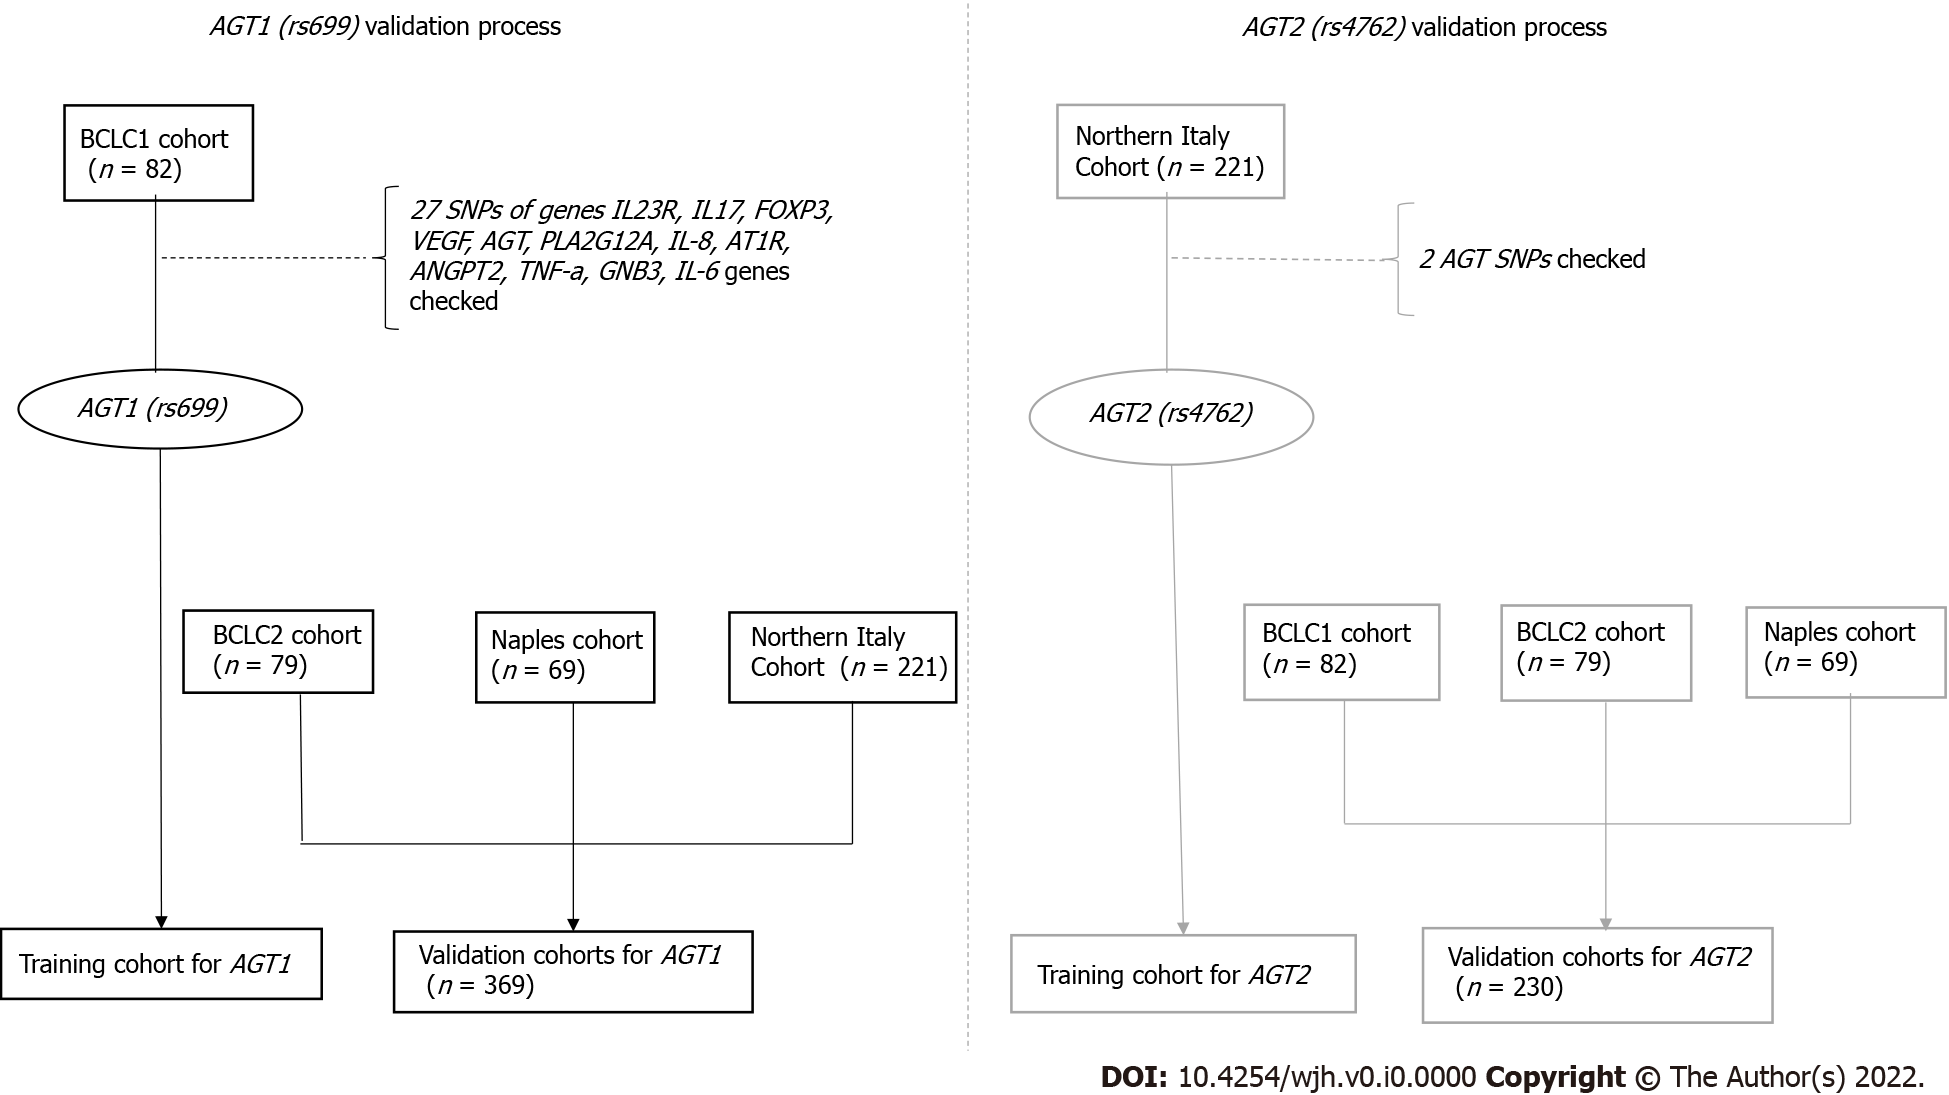 AGT1 (rs699) validation process
BCLC1 cohort
(n = 82)
27 SNPs of genes IL23R, IL17, FOXP3,
VEGF, AGT, PLA2G12A, IL-8, AT1R,
ANGPT2, TNF-a, GNB3, IL-6 genes
checked
AGT1 (rs699)
BCLC2 cohort
(n = 79)
Naples cohort
(n = 69)
Northern Italy
Cohort (n = 221)
Training cohort for AGT1
Validation cohorts for AGT1
(n = 369)
AGT2 (rs4762) validation process
Northern Italy
Cohort (n = 221)
2 AGT SNPs checked
AGT2 (rs4762)
BCLC1 cohort
(n = 82)
BCLC2 cohort
(n = 79)
Naples cohort
(n = 69)
Training cohort for AGT2
Validation cohorts for AGT2
(n = 230)
DOI: 10.4254/wjh.v0.i0.0000 Copyright © The Author(s) 2022.